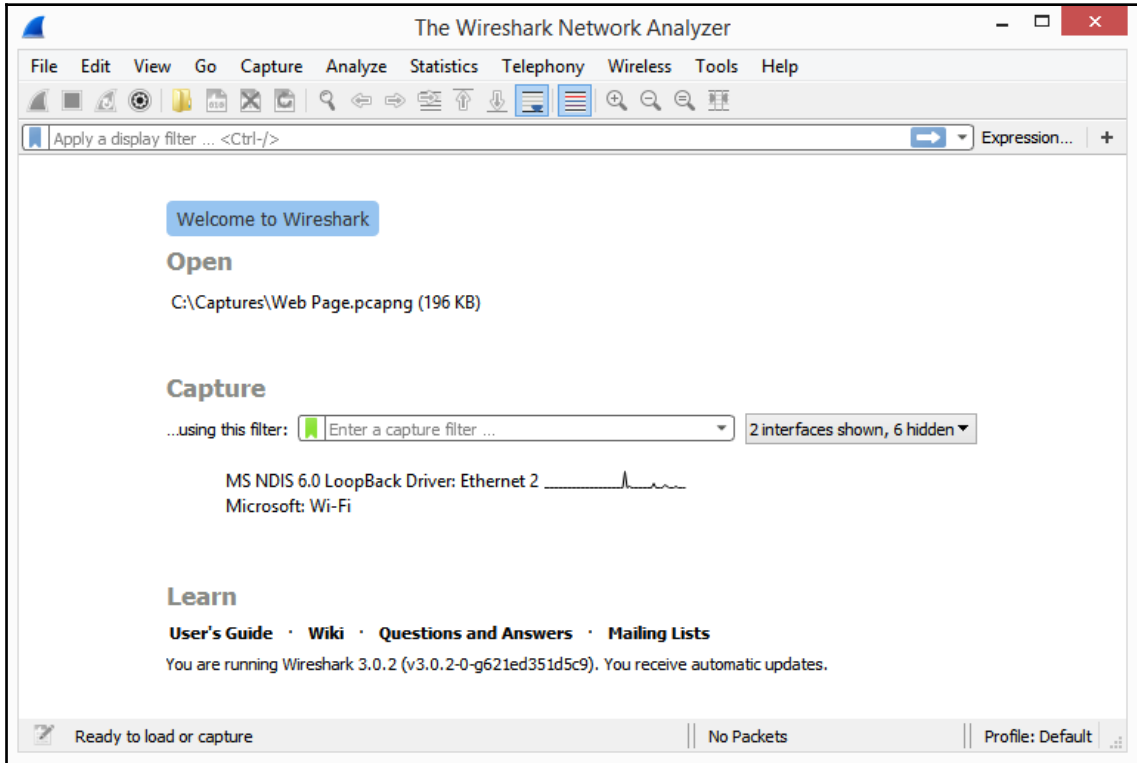 The Wireshark Network Analyzer
File Edit View Go Capture Analyze Statistics Telephony Wireless Tools Help
Apply a display filter ... <Ctrl-/> Expression... +
Welcome to Wireshark
Open
C:\Captures\Web Page.pcapng (196 KB)
Capture
...using this filter: Enter a capture filter ... 2 interfaces shown, 6 hidden
MS NDIS 6.0 LoopBack Driver: Ethernet 2
Microsoft: Wi-Fi
Learn
User's Guide · Wiki · Questions and Answers · Mailing Lists
You are running Wireshark 3.0.2 (v3.0.2-0-g621ed351d5c9). You receive automatic updates.
Ready to load or capture No Packets Profile: Default